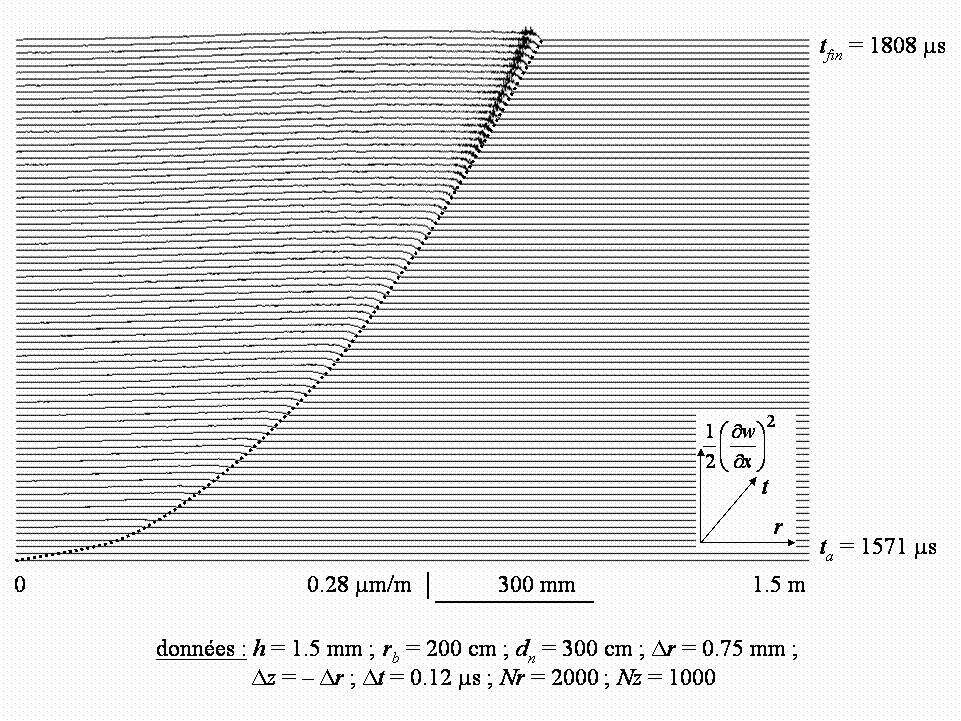 t_fin = 1808 µs
1/2 (∂w/∂x)^2
t
r
t_a = 1571 µs
0 0.28 µm/m 300 mm 1.5 m
données : h = 1.5 mm ; r_b = 200 cm ; d_n = 300 cm ; Δr = 0.75 mm ;
Δz = – Δr ; Δt = 0.12 µs ; Nr = 2000 ; Nz = 1000